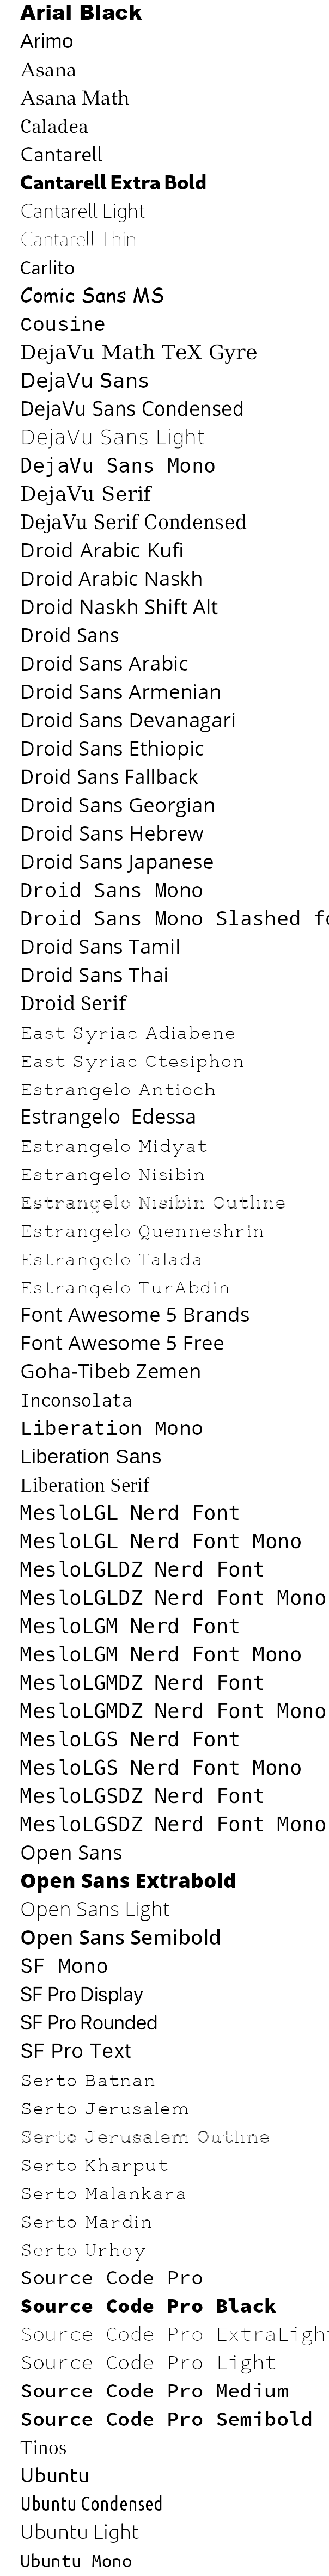 Arial Black
Arimo
Asana
Asana Math
Caladea
Cantarell
Cantarell Extra Bold
Cantarell Light
Cantarell Thin
Carlito
Comic Sans MS
Cousine
DejaVu Math TeX Gyre
DejaVu Sans
DejaVu Sans Condensed
DejaVu Sans Light
DejaVu Sans Mono
DejaVu Serif
DejaVu Serif Condensed
Droid Arabic Kufi
Droid Arabic Naskh
Droid Naskh Shift Alt
Droid Sans
Droid Sans Arabic
Droid Sans Armenian
Droid Sans Devanagari
Droid Sans Ethiopic
Droid Sans Fallback
Droid Sans Georgian
Droid Sans Hebrew
Droid Sans Japanese
Droid Sans Mono
Droid Sans Mono Slashed fo
Droid Sans Tamil
Droid Sans Thai
Droid Serif
East Syriac Adiabene
East Syriac Ctesiphon
Estrangelo Antioch
Estrangelo Edessa
Estrangelo Midyat
Estrangelo Nisibin
Estrangelo Nisibin Outline
Estrangelo Quenneshrin
Estrangelo Talada
Estrangelo TurAbdin
Font Awesome 5 Brands
Font Awesome 5 Free
Goha-Tibeb Zemen
Inconsolata
Liberation Mono
Liberation Sans
Liberation Serif
MesloLGL Nerd Font
MesloLGL Nerd Font Mono
MesloLGLDZ Nerd Font
MesloLGLDZ Nerd Font Mono
MesloLGM Nerd Font
MesloLGM Nerd Font Mono
MesloLGMDZ Nerd Font
MesloLGMDZ Nerd Font Mono
MesloLGS Nerd Font
MesloLGS Nerd Font Mono
MesloLGSDZ Nerd Font
MesloLGSDZ Nerd Font Mono
Open Sans
Open Sans Extrabold
Open Sans Light
Open Sans Semibold
SF Mono
SF Pro Display
SF Pro Rounded
SF Pro Text
Serto Batnan
Serto Jerusalem
Serto Jerusalem Outline
Serto Kharput
Serto Malankara
Serto Mardin
Serto Urhoy
Source Code Pro
Source Code Pro Black
Source Code Pro ExtraLight
Source Code Pro Light
Source Code Pro Medium
Source Code Pro Semibold
Tinos
Ubuntu
Ubuntu Condensed
Ubuntu Light
Ubuntu Mono